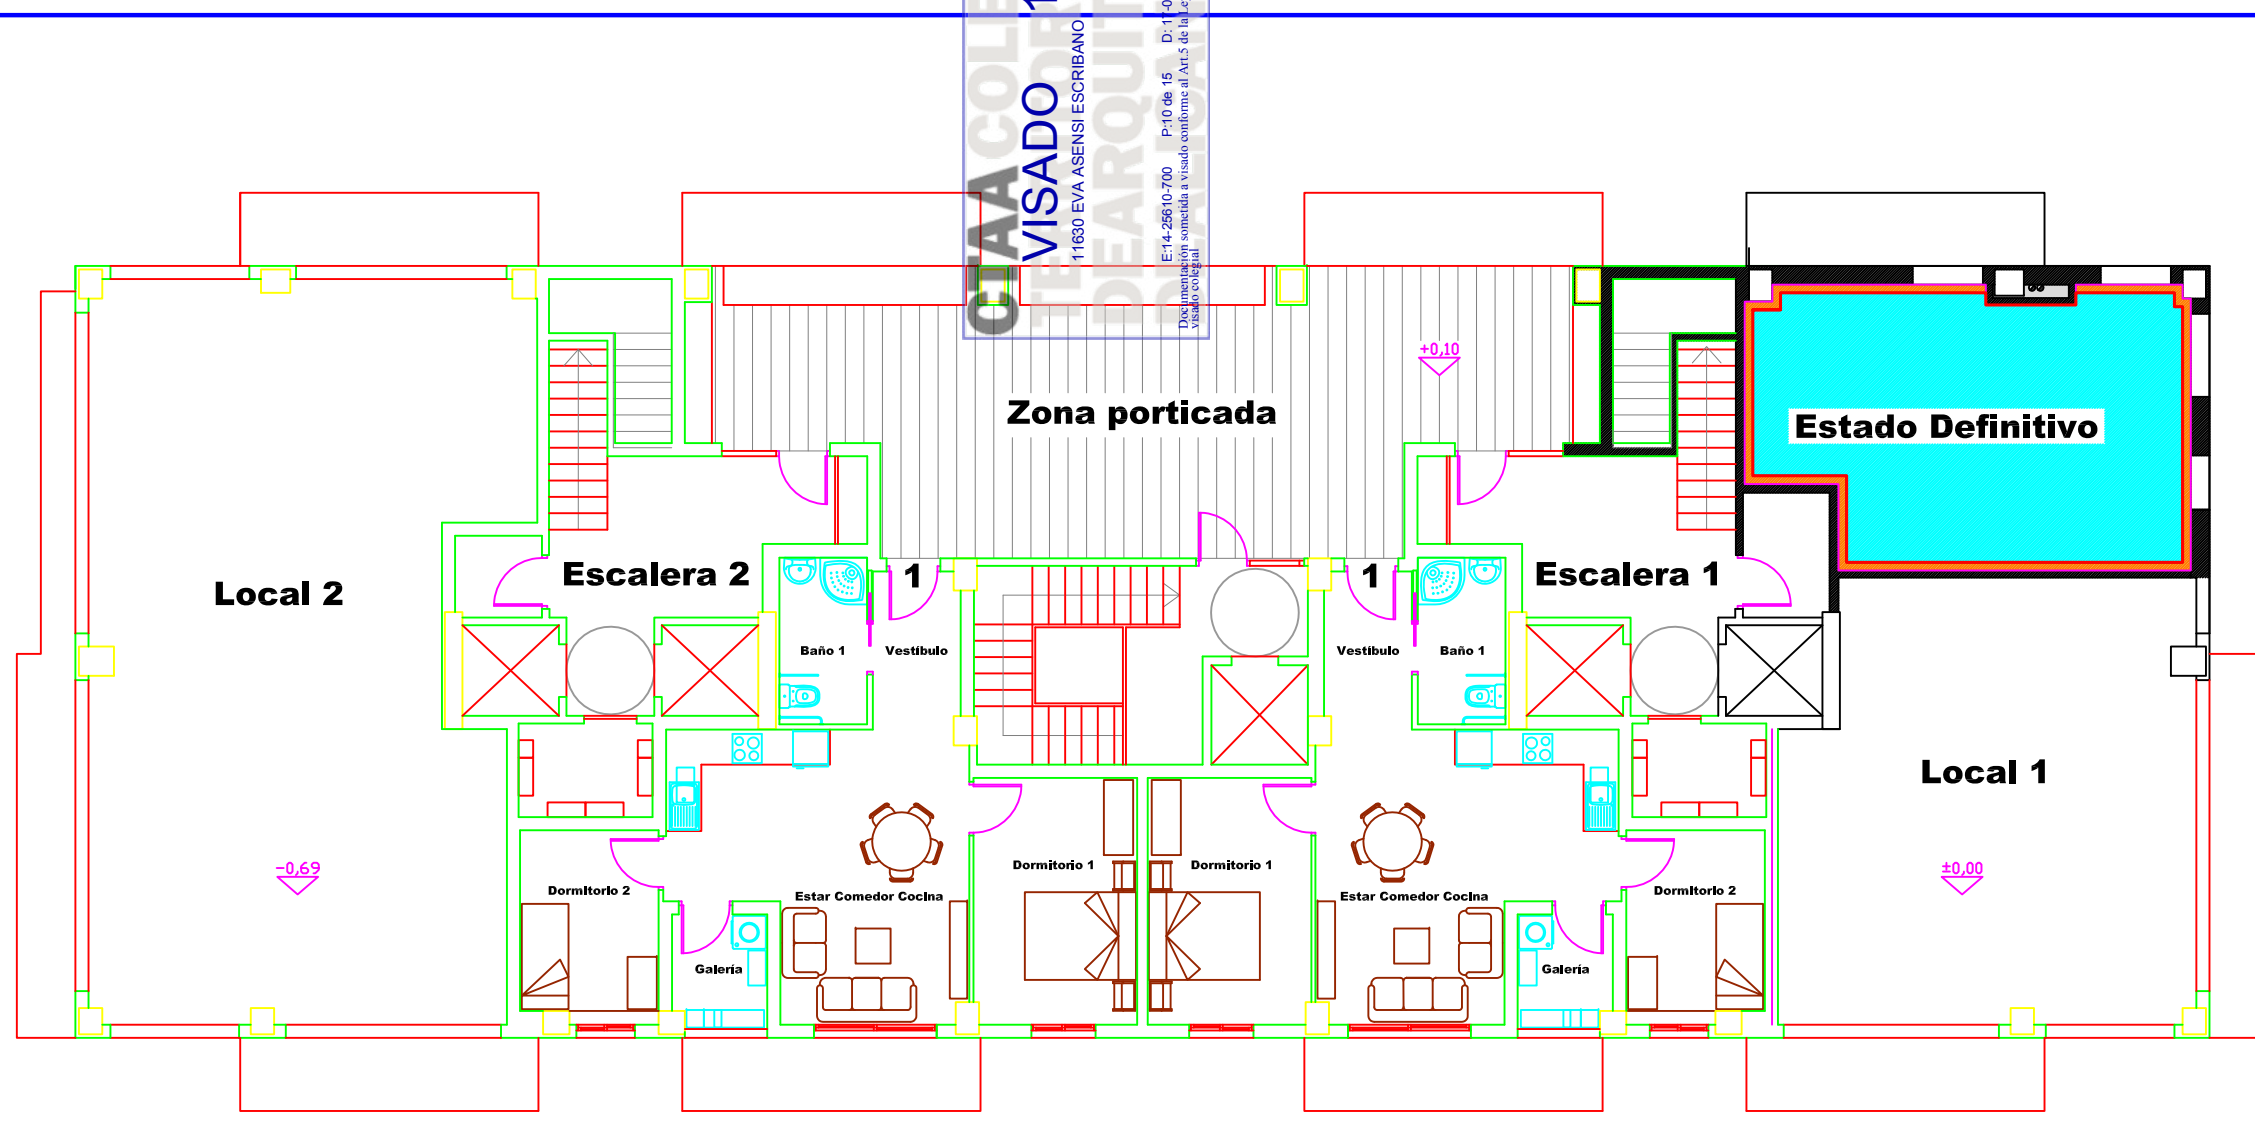 CTAA COLE
VISADO
11630 EVA ASENSI ESCRIBANO
E:14-25610-700 P:10 de 15
Documentación sometida a visado conforme al Art.5 de la
visado colegial
+0,10
Zona porticada
Estado Definitivo
Local 2
Escalera 2
1
1
Escalera 1
Baño 1
Vestíbulo
Vestíbulo
Baño 1
Local 1
-0,69
±0,00
Dormitorio 2
Estar Comedor Cocina
Dormitorio 1
Dormitorio 1
Estar Comedor Cocina
Dormitorio 2
Galería
Galería